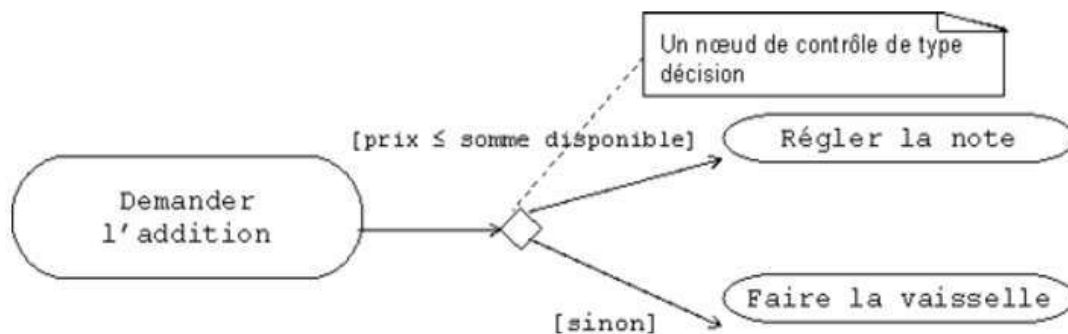 Un nœud de contrôle de type
décision
[prix ≤ somme disponible]
Régler la note
Demander
l'addition
Faire la vaisselle
[sinon]